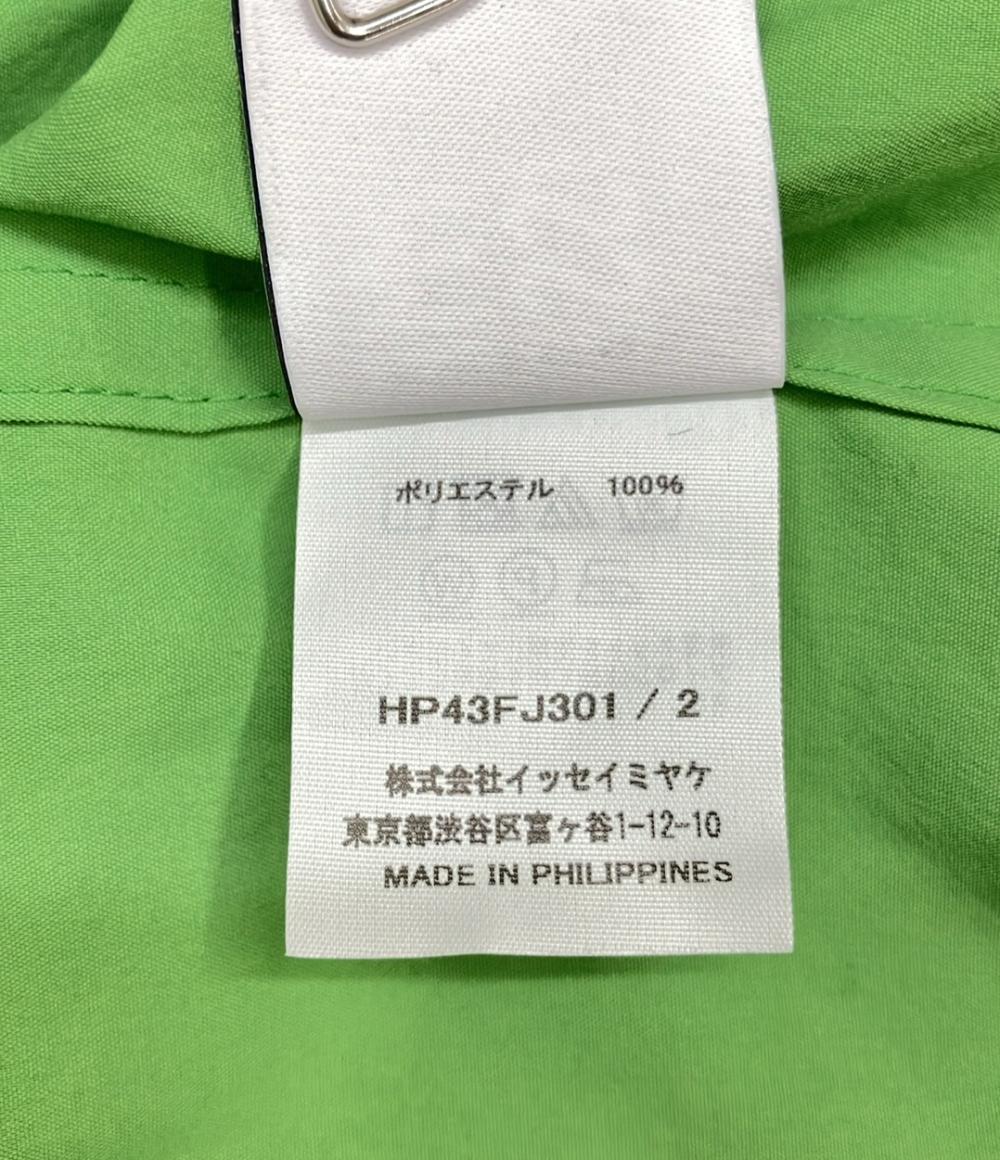 ポリエステル 100%
HP43FJ301 / 2
株式会社イッセイミヤケ
東京都渋谷区富ヶ谷1-12-10
MADE IN PHILIPPINES